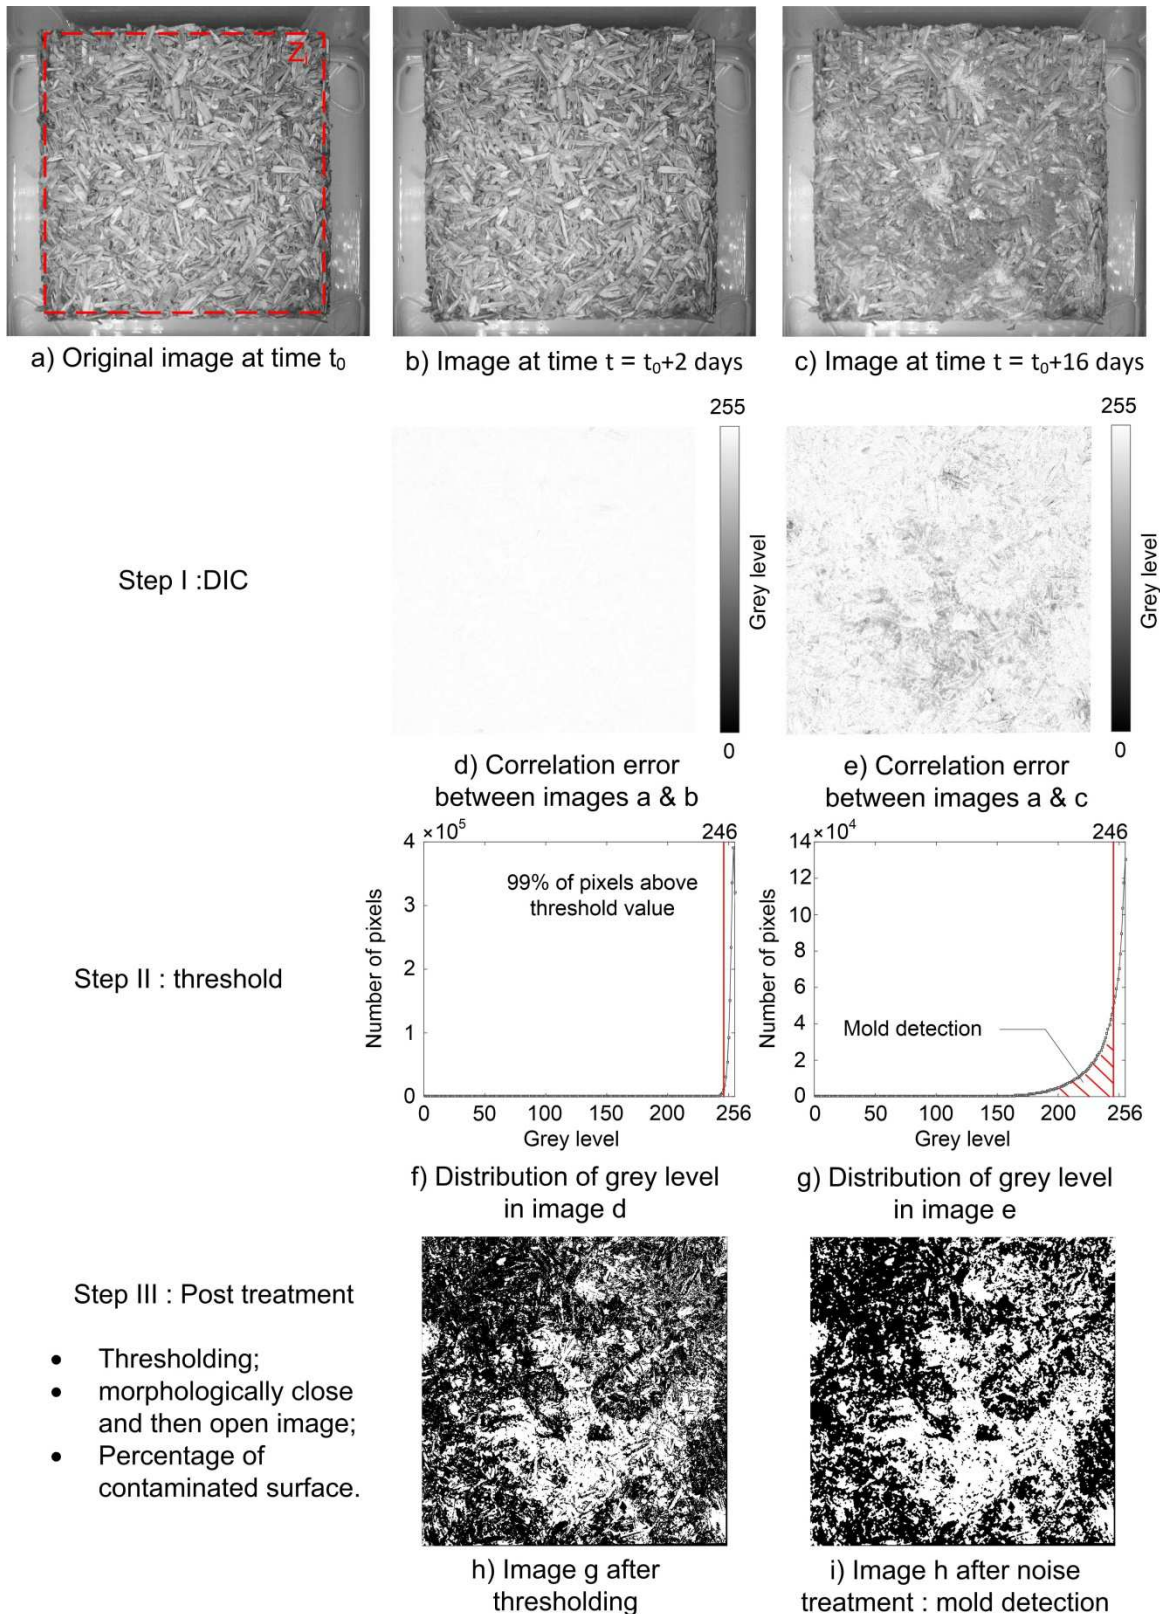 Zⱼ
a) Original image at time t₀
b) Image at time t = t₀+2 days
c) Image at time t = t₀+16 days
Step I :DIC
255
Grey level
0
255
Grey level
0
d) Correlation error
between images a & b
e) Correlation error
between images a & c
Step II : threshold
×10⁵
246
4
3
2
1
0
Number of pixels
99% of pixels above
threshold value
0 50 100 150 200 256
Grey level
×10⁴
246
14
12
10
8
6
4
2
0
Number of pixels
Mold detection
0 50 100 150 200 256
Grey level
f) Distribution of grey level
in image d
g) Distribution of grey level
in image e
Step III : Post treatment
• Thresholding;
• morphologically close
and then open image;
• Percentage of
contaminated surface.
h) Image g after
thresholding
i) Image h after noise
treatment : mold detection